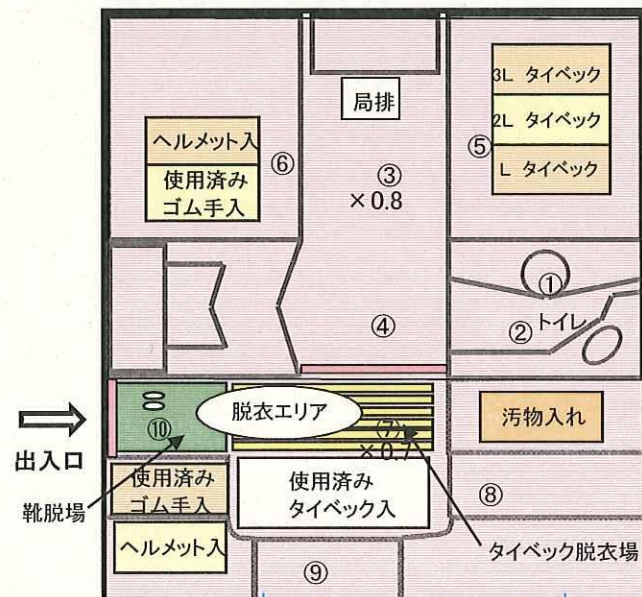 局排
3L タイベック
2L タイベック
L タイベック
⑤
ヘルメット入
使用済み
ゴム手入
⑥
③
×0.8
①
②
トイレ
④
出入口
⑩
脱衣エリア
⑦
×0.7
汚物入れ
靴脱場
使用済み
ゴム手入
使用済み
タイベック入
⑧
ヘルメット入
⑨
タイベック脱衣場